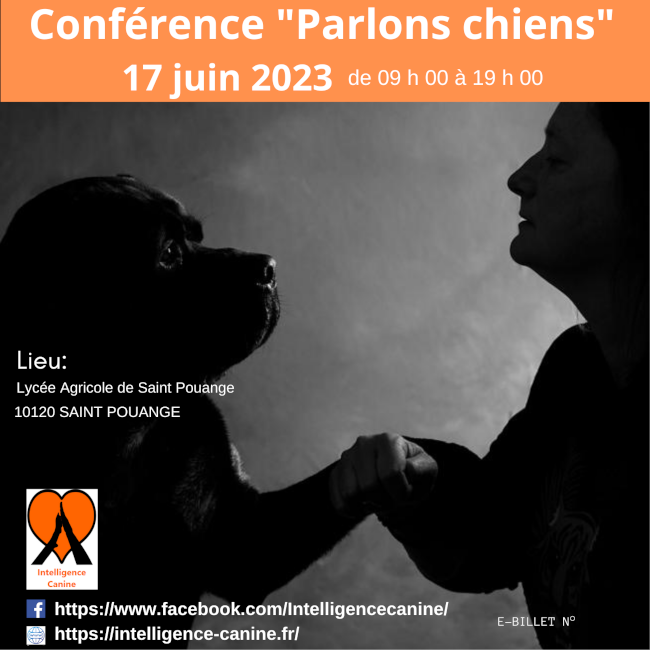 Conférence "Parlons chiens"
17 juin 2023 de 09 h 00 à 19 h 00
Lieu:
Lycée Agricole de Saint Pouange
10120 SAINT POUANGE
Intelligence
Canine
https://www.facebook.com/Intelligencecanine/
https://intelligence-canine.fr/
E-BILLET N°